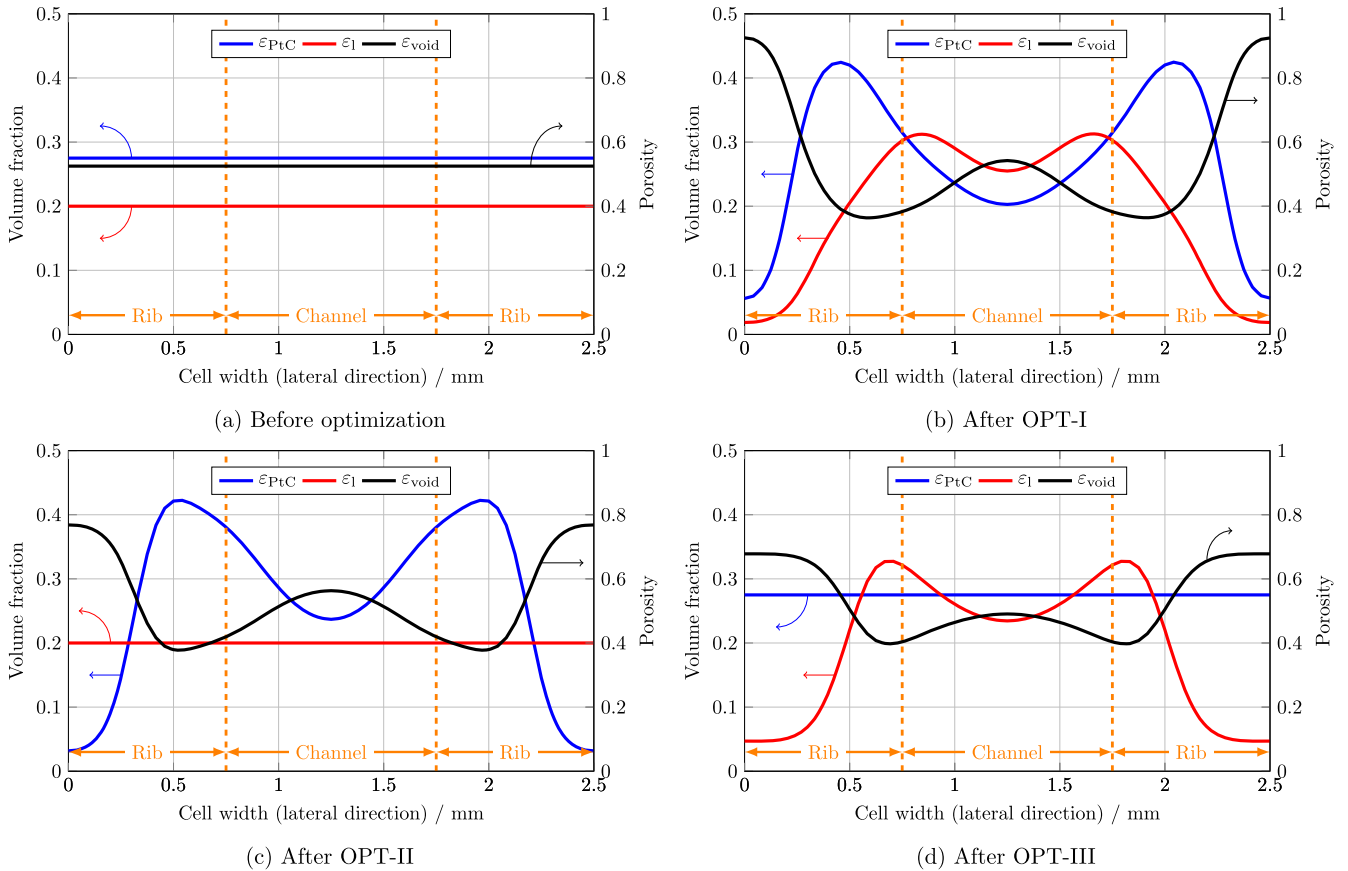 εPtC εl εvoid
Volume fraction
Porosity
0.5 0.4 0.3 0.2 0.1 0
1 0.8 0.6 0.4 0.2 0
Rib Channel Rib
0 0.5 1 1.5 2 2.5
Cell width (lateral direction) / mm
(a) Before optimization
εPtC εl εvoid
Volume fraction
Porosity
0.5 0.4 0.3 0.2 0.1 0
1 0.8 0.6 0.4 0.2 0
Rib Channel Rib
0 0.5 1 1.5 2 2.5
Cell width (lateral direction) / mm
(b) After OPT-I
εPtC εl εvoid
Volume fraction
Porosity
0.5 0.4 0.3 0.2 0.1 0
1 0.8 0.6 0.4 0.2 0
Rib Channel Rib
0 0.5 1 1.5 2 2.5
Cell width (lateral direction) / mm
(c) After OPT-II
εPtC εl εvoid
Volume fraction
Porosity
0.5 0.4 0.3 0.2 0.1 0
1 0.8 0.6 0.4 0.2 0
Rib Channel Rib
0 0.5 1 1.5 2 2.5
Cell width (lateral direction) / mm
(d) After OPT-III